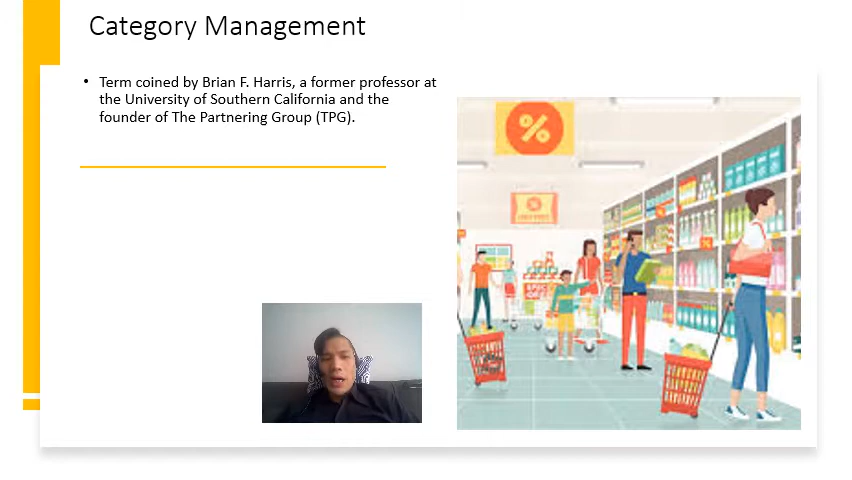 Category Management
• Term coined by Brian F. Harris, a former professor at
the University of Southern California and the
founder of The Partnering Group (TPG).
%